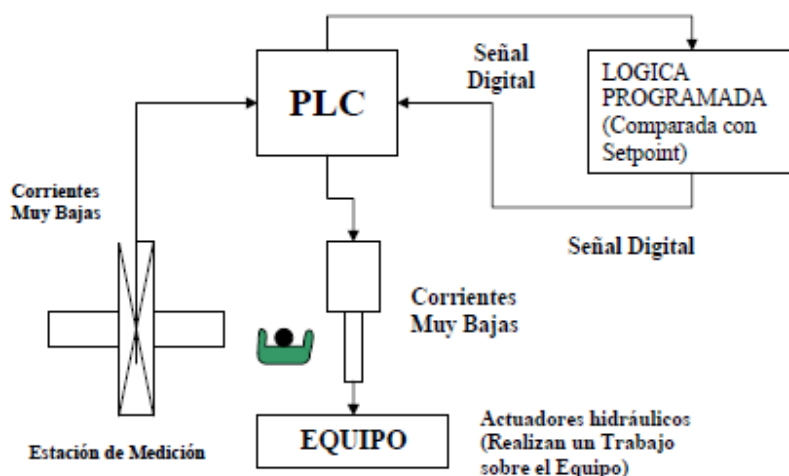 Señal
Digital
PLC
LOGICA
PROGRAMADA
(Comparada con
Setpoint)
Corrientes
Muy Bajas
Señal Digital
Corrientes
Muy Bajas
Estación de Medición
EQUIPO
Actuadores hidráulicos
(Realizan un Trabajo
sobre el Equipo)